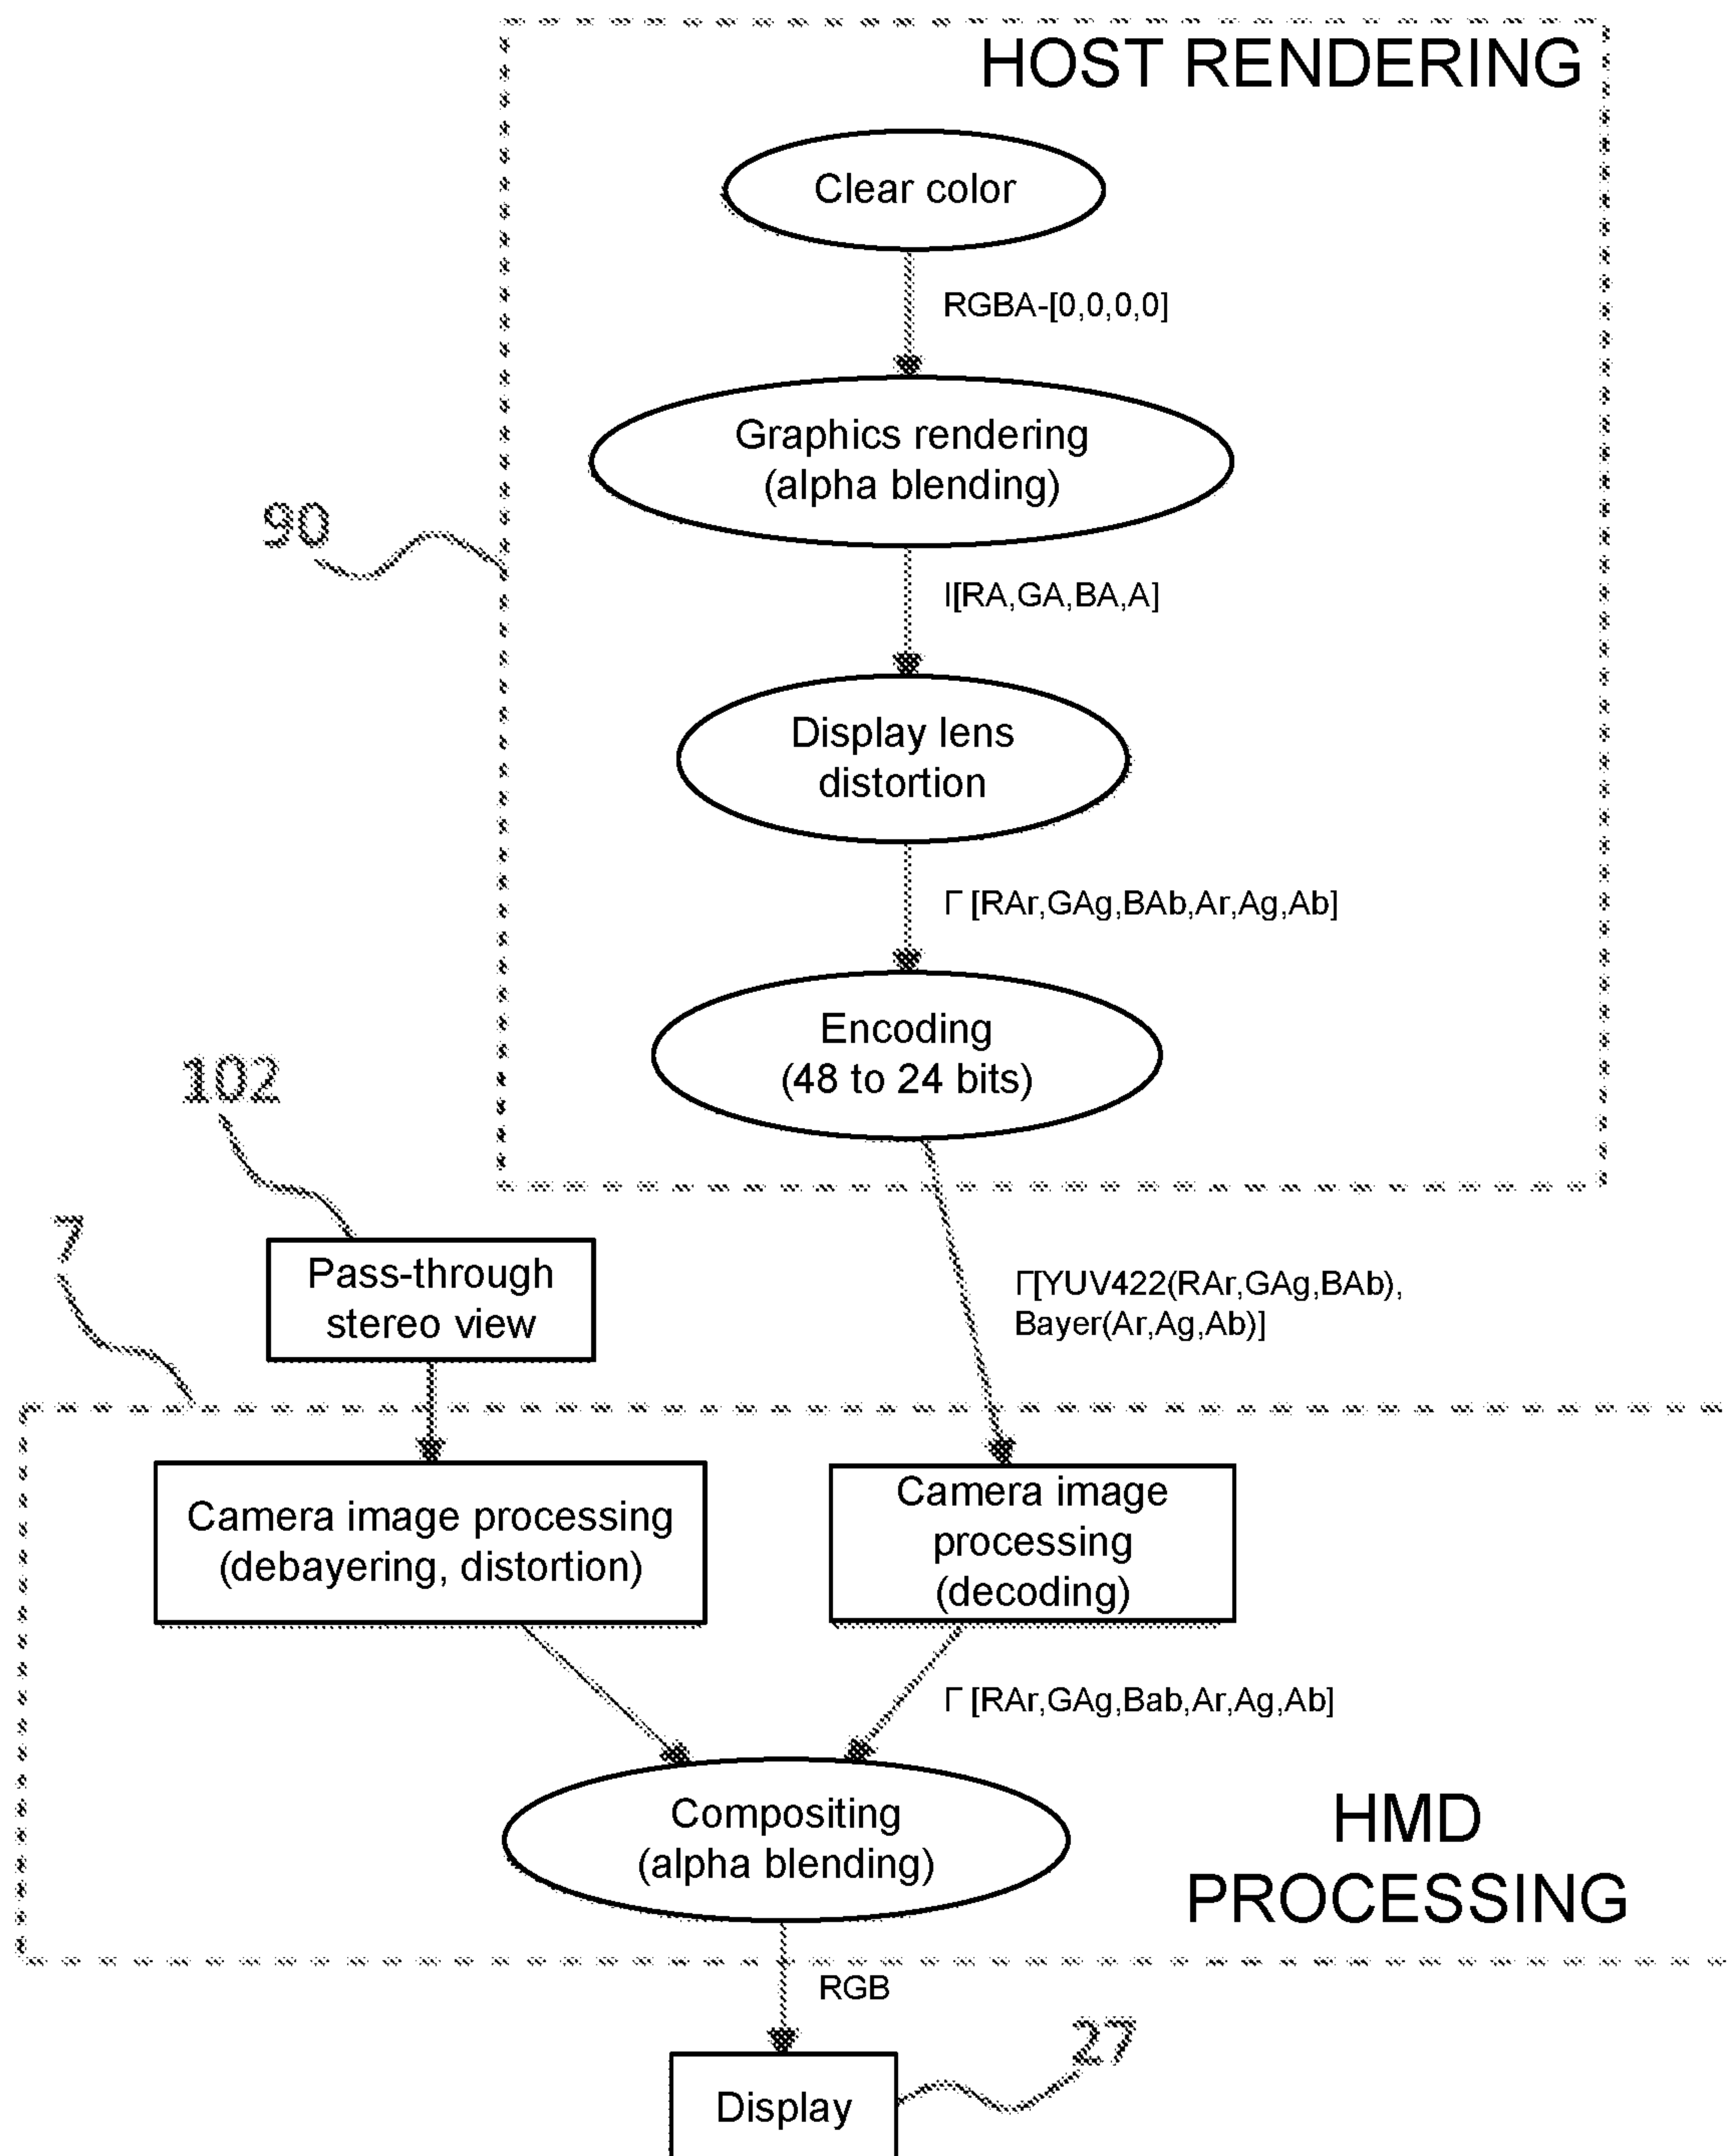 HOST RENDERING
Clear color
RGBA-[0,0,0,0]
Graphics rendering
(alpha blending)
90
I[RA,GA,BA,A]
Display lens
distortion
Γ [RAr,GAg,BAb,Ar,Ag,Ab]
Encoding
(48 to 24 bits)
102
7
Pass-through
stereo view
Γ[YUV422(RAr,GAg,BAb),
Bayer(Ar,Ag,Ab)]
Camera image processing
(debayering, distortion)
Camera image
processing
(decoding)
Γ [RAr,GAg,Bab,Ar,Ag,Ab]
Compositing
(alpha blending)
HMD
PROCESSING
RGB
27
Display